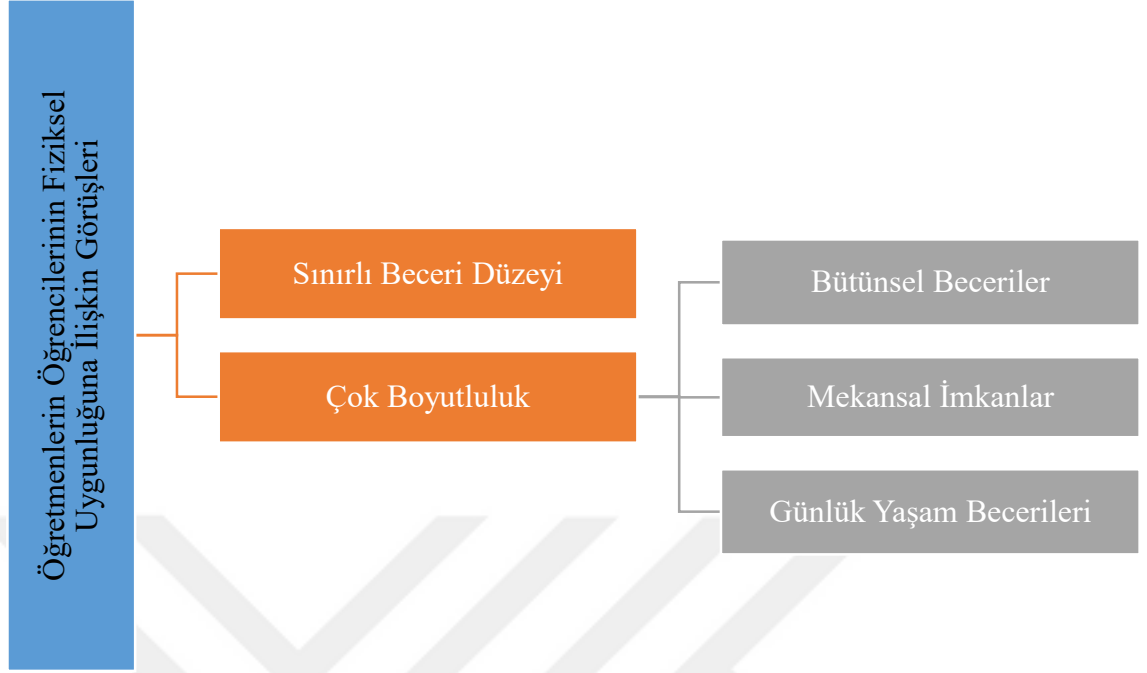 Öğretmenlerin Öğrencilerinin Fiziksel
Uygunluğuna İlişkin Görüşleri
Sınırlı Beceri Düzeyi
Çok Boyutluluk
Bütünsel Beceriler
Mekansal İmkanlar
Günlük Yaşam Becerileri